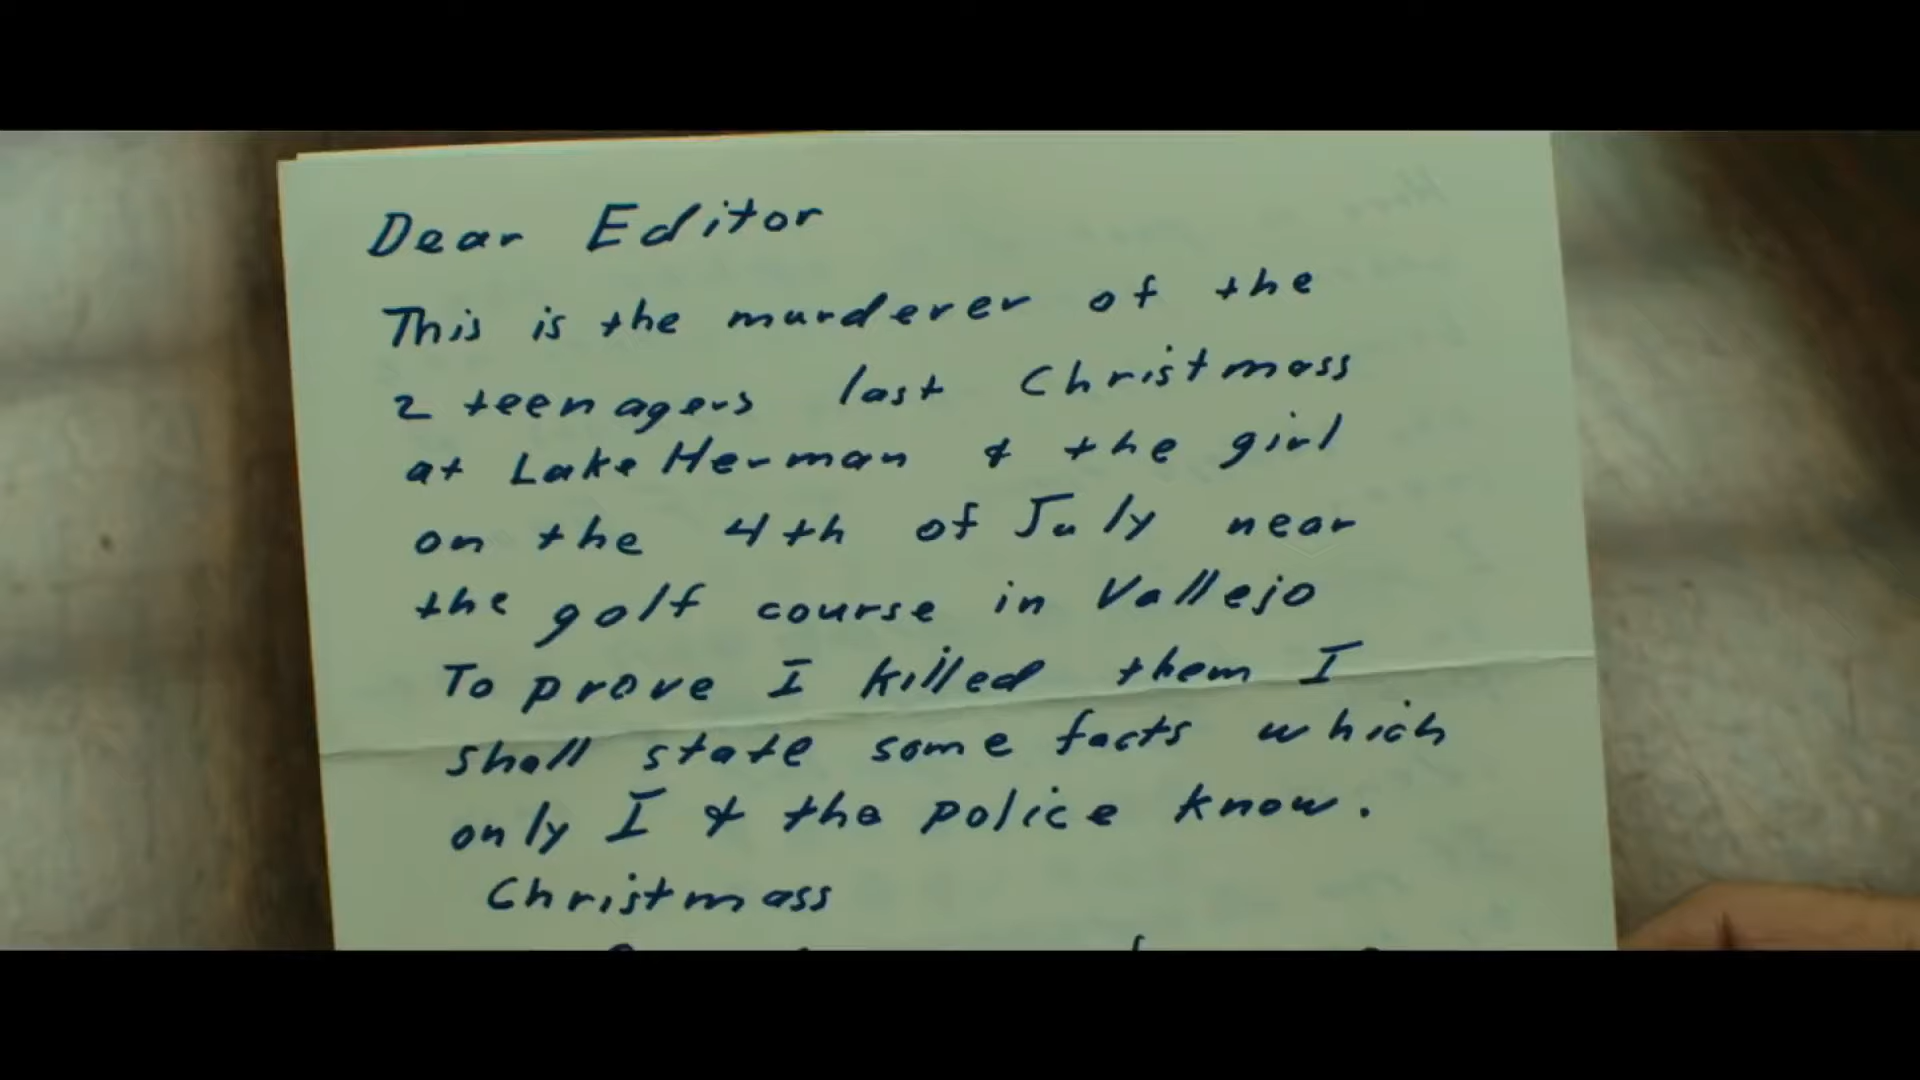 Dear Editor
This is the murderer of the
2 teenagers last Christmass
at Lake Herman & the girl
on the 4th of July near
the golf course in Vallejo
To prove I killed them I
shall state some facts which
only I & the police know.
Christmass